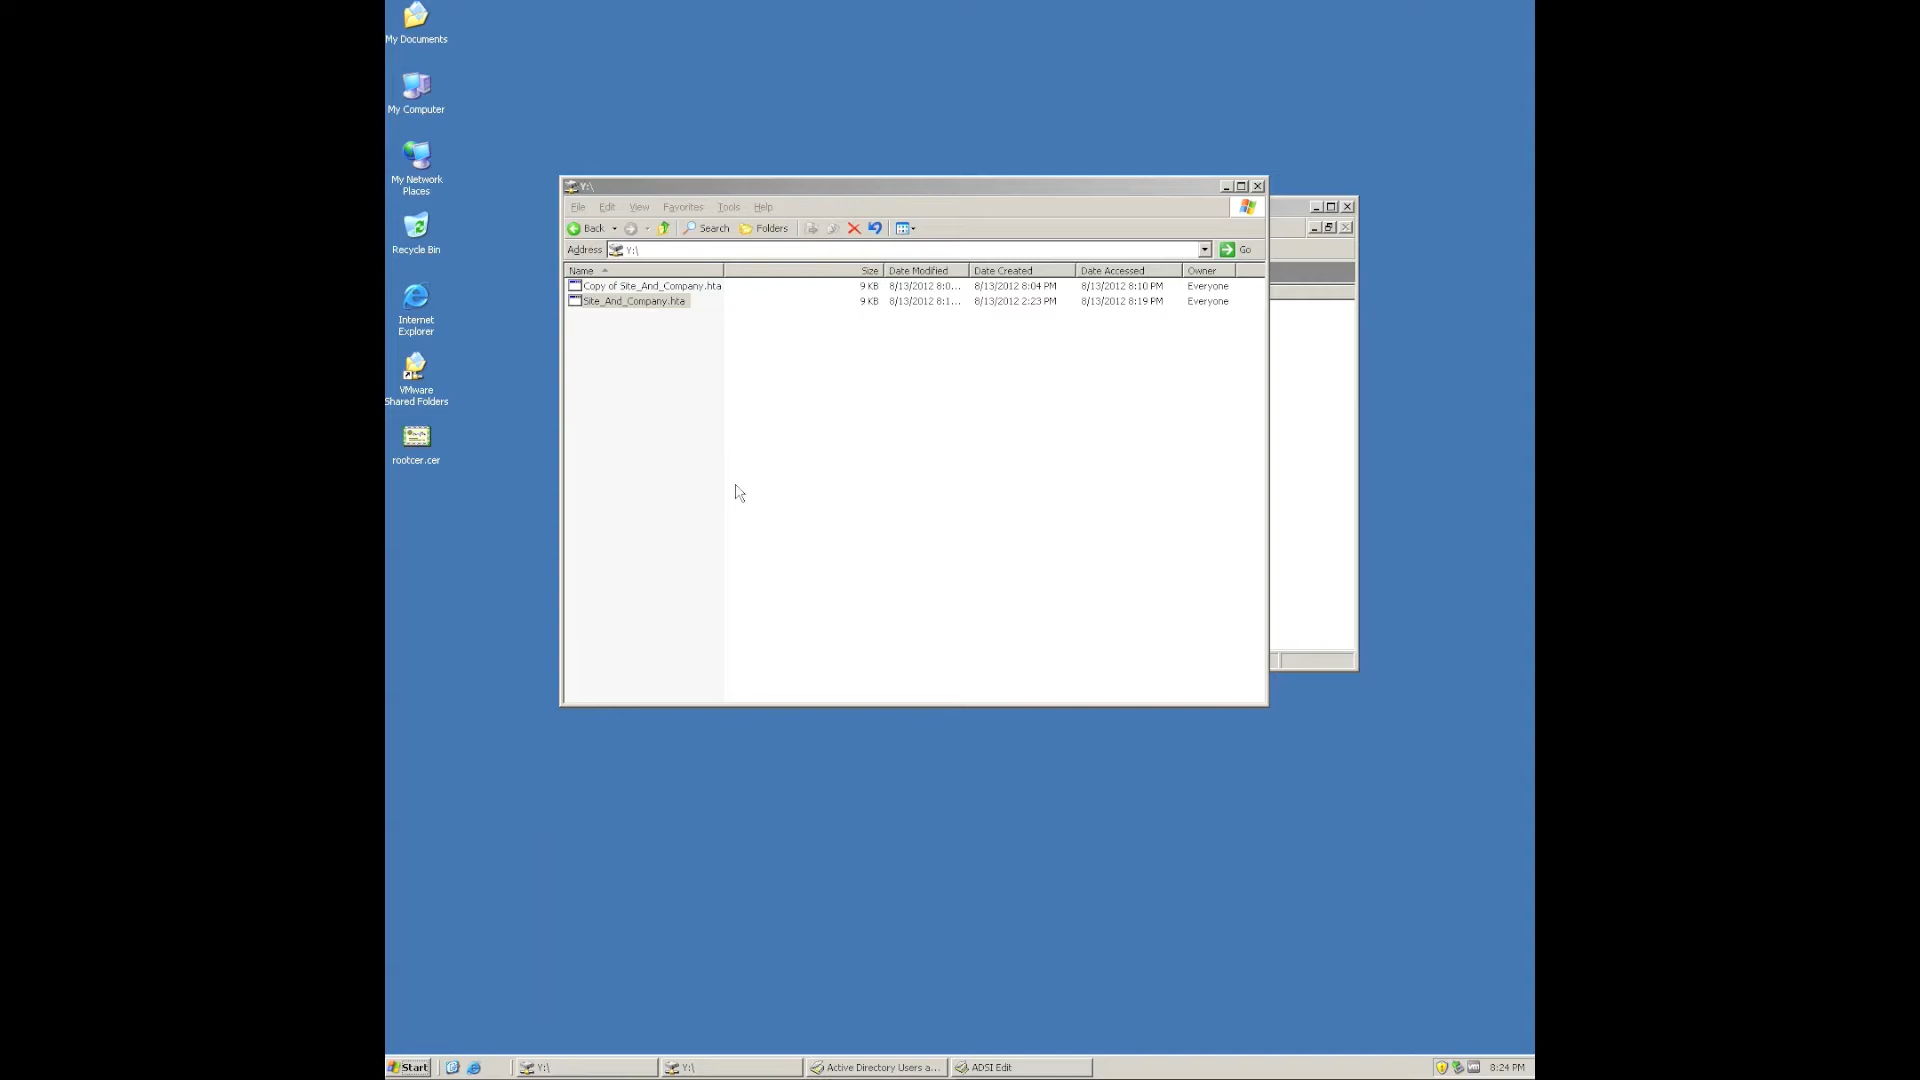 My Documents
My Computer
My Network
Places
Recycle Bin
Internet
Explorer
VMware
Shared Folders
rootcer.cer
Y:\
File Edit View Favorites Tools Help
Back Search Folders
Address Y:\ Go
Name Size Date Modified Date Created Date Accessed Owner
Copy of Site_And_Company.hta 9 KB 8/13/2012 8:0... 8/13/2012 8:04 PM 8/13/2012 8:10 PM Everyone
Site_And_Company.hta 9 KB 8/13/2012 8:1... 8/13/2012 2:23 PM 8/13/2012 8:19 PM Everyone
Start Y:\ Y:\ Active Directory Users a... ADSI Edit 8:24 PM